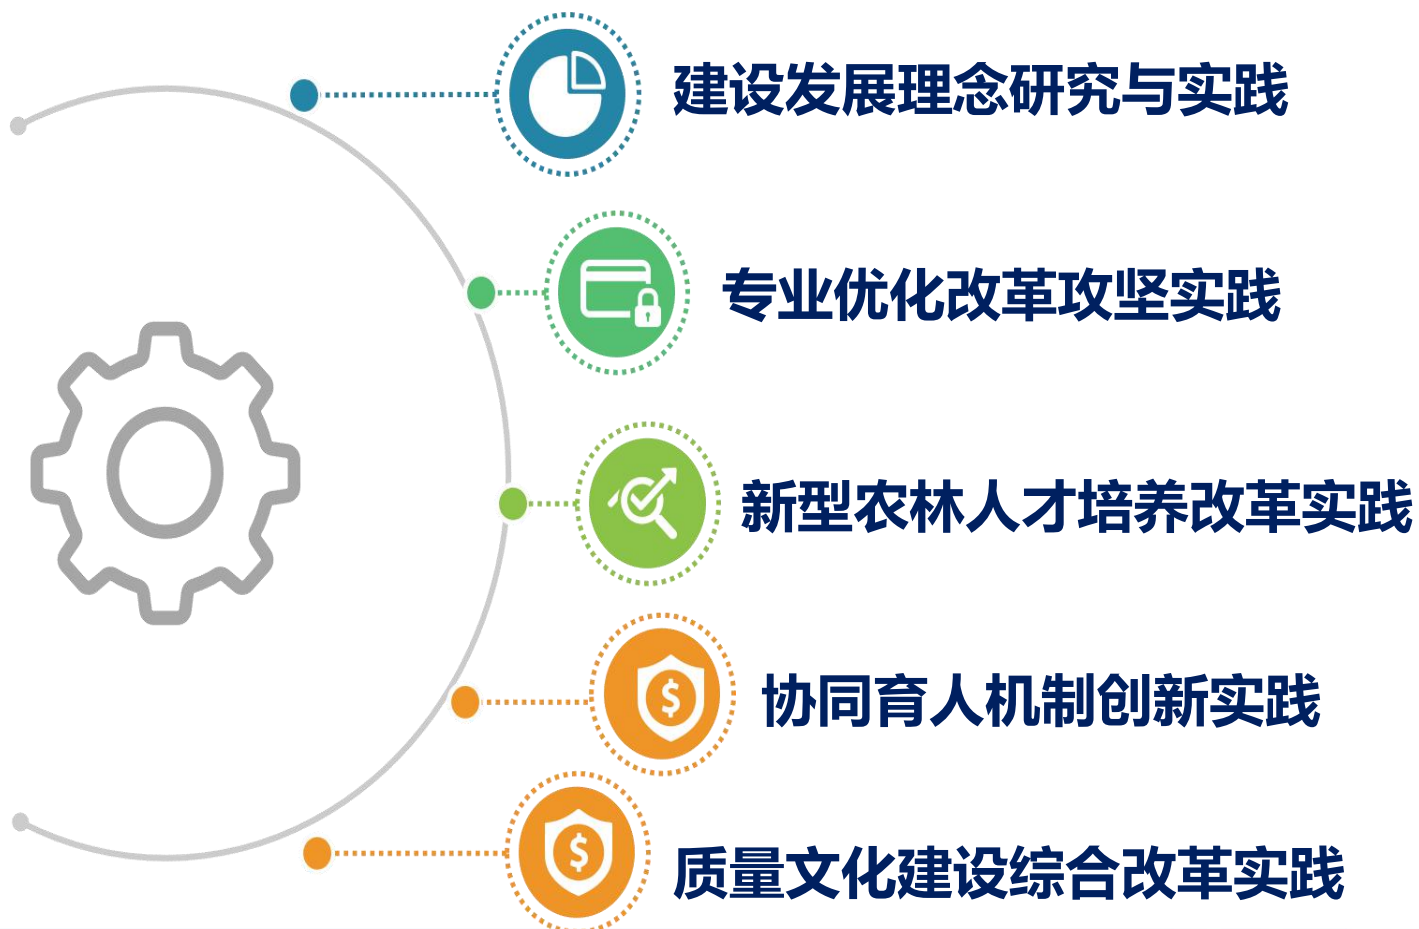 建设发展理念研究与实践
专业优化改革攻坚实践
新型农林人才培养改革实践
协同育人机制创新实践
质量文化建设综合改革实践